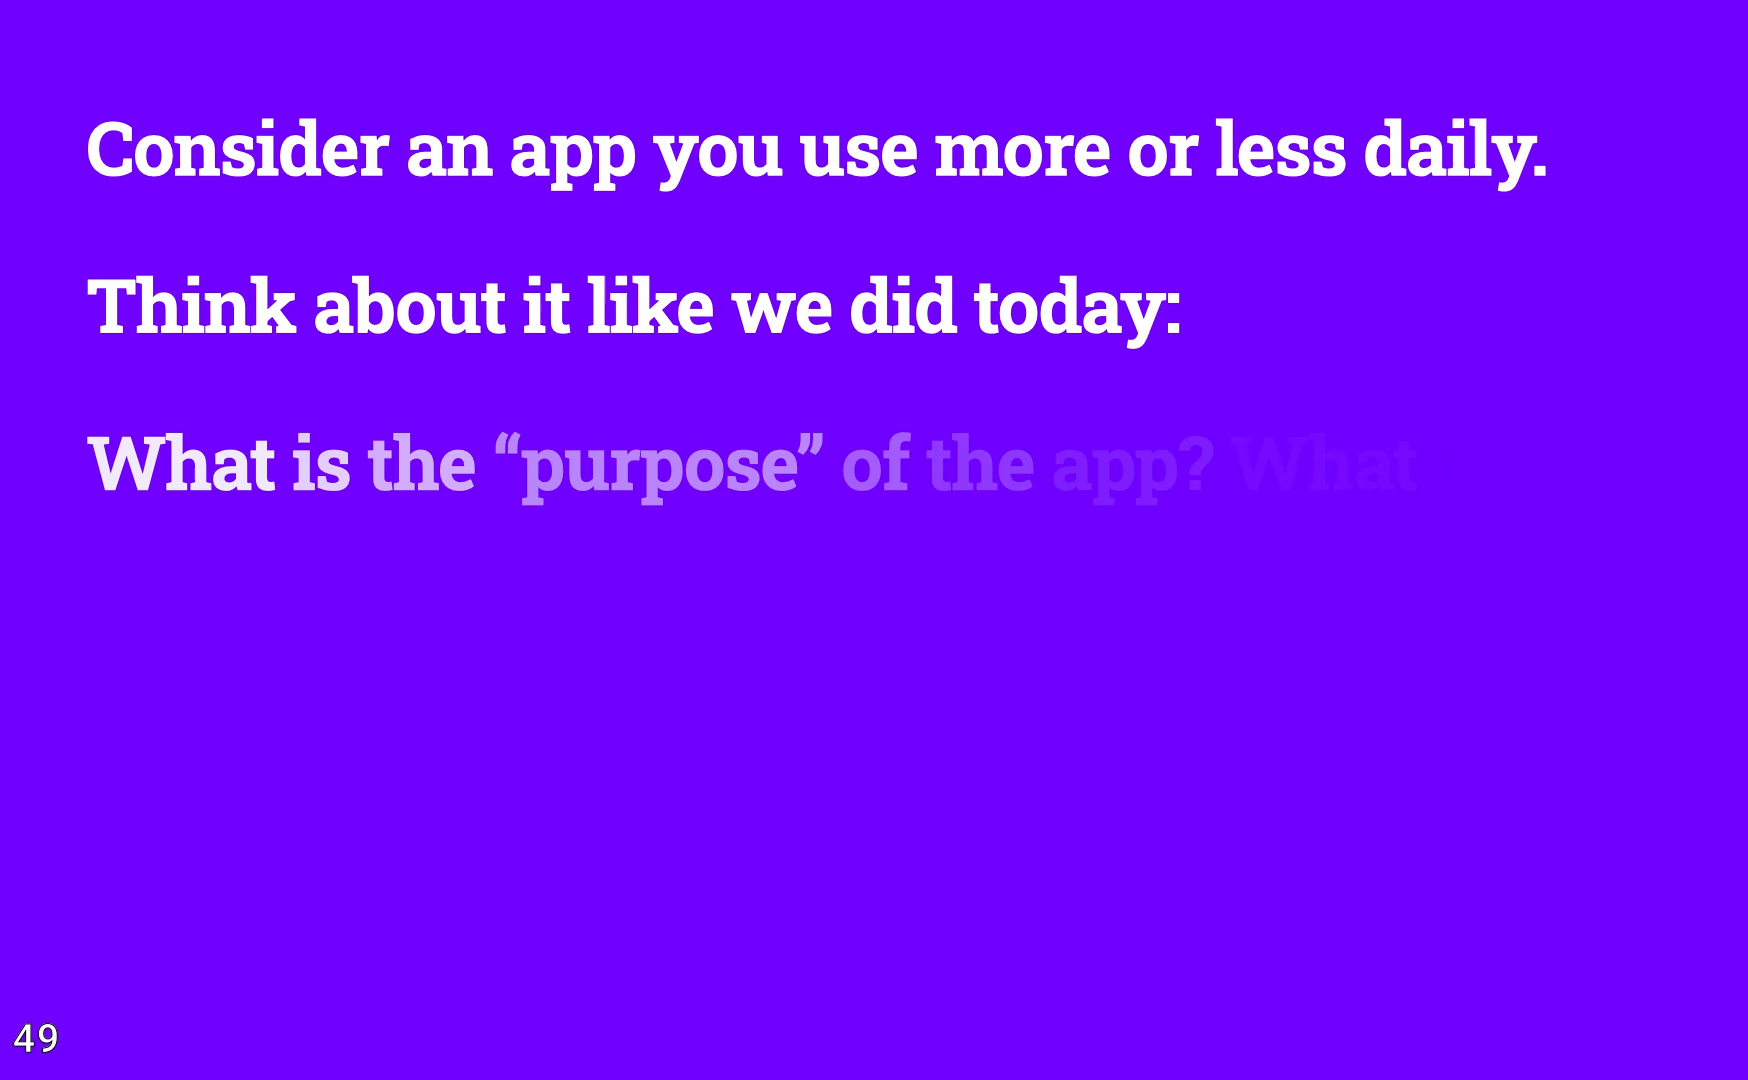 Consider an app you use more or less daily.
Think about it like we did today:
What is the “purpose” of the app? What
49